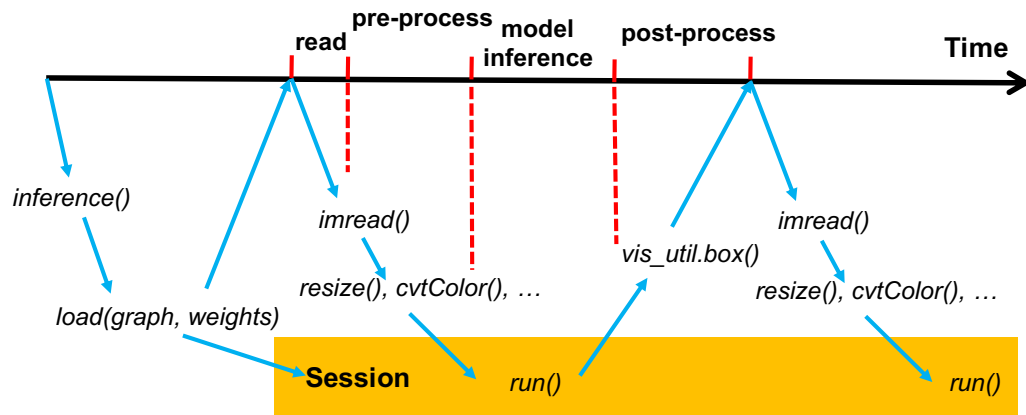 pre-process
read
model
inference
post-process
Time
inference()
imread()
imread()
vis_util.box()
resize(), cvtColor(), …
resize(), cvtColor(), …
load(graph, weights)
Session
run()
run()